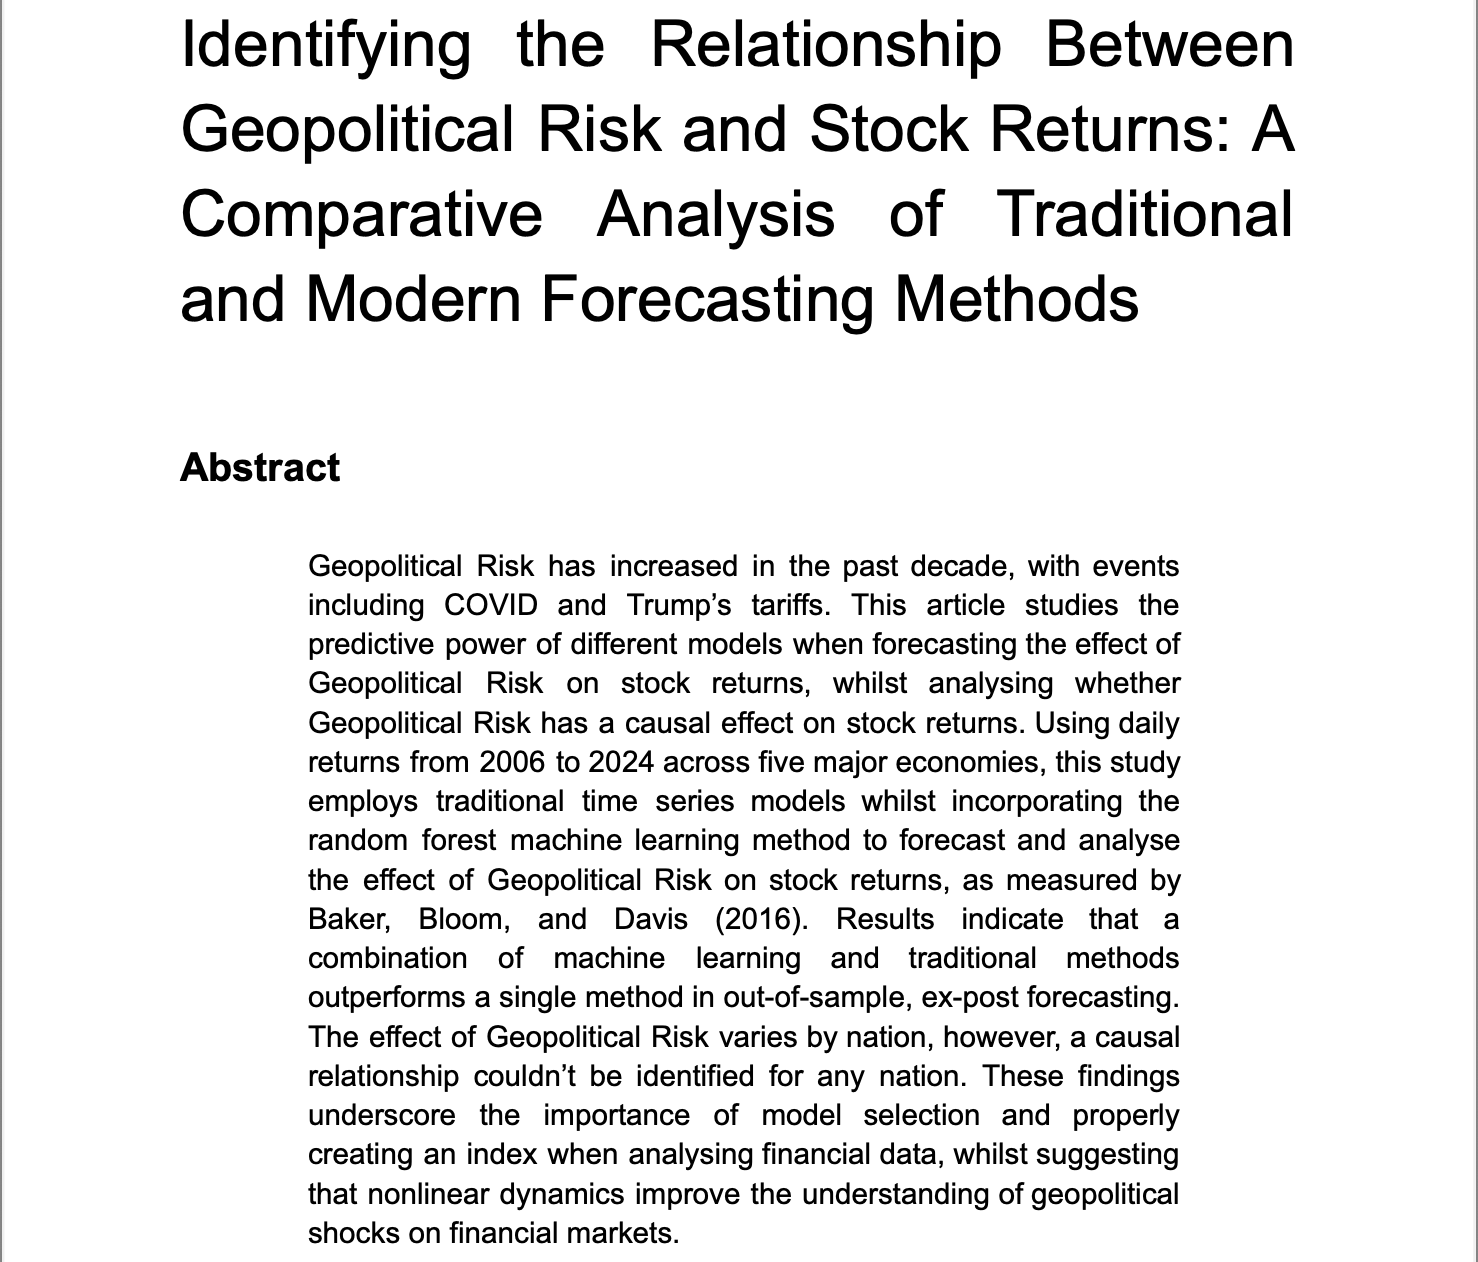 Identifying the Relationship Between
Geopolitical Risk and Stock Returns: A
Comparative Analysis of Traditional
and Modern Forecasting Methods
Abstract
Geopolitical Risk has increased in the past decade, with events
including COVID and Trump’s tariffs. This article studies the
predictive power of different models when forecasting the effect of
Geopolitical Risk on stock returns, whilst analysing whether
Geopolitical Risk has a causal effect on stock returns. Using daily
returns from 2006 to 2024 across five major economies, this study
employs traditional time series models whilst incorporating the
random forest machine learning method to forecast and analyse
the effect of Geopolitical Risk on stock returns, as measured by
Baker, Bloom, and Davis (2016). Results indicate that a
combination of machine learning and traditional methods
outperforms a single method in out-of-sample, ex-post forecasting.
The effect of Geopolitical Risk varies by nation, however, a causal
relationship couldn’t be identified for any nation. These findings
underscore the importance of model selection and properly
creating an index when analysing financial data, whilst suggesting
that nonlinear dynamics improve the understanding of geopolitical
shocks on financial markets.